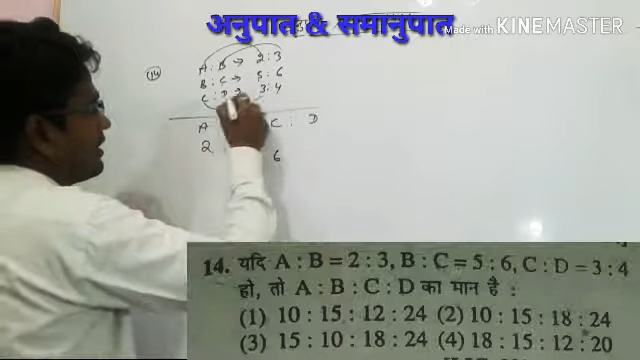 अनुपात & समानुपात
Made with KINEMASTER
(14) A : B → 2 : 3
B : C → 5 : 6
C : D → 3 : 4
A C : D
2 6
14. यदि A : B = 2 : 3, B : C = 5 : 6, C : D = 3 : 4
हो, तो A : B : C : D का मान है :
(1) 10 : 15 : 12 : 24 (2) 10 : 15 : 18 : 24
(3) 15 : 10 : 18 : 24 (4) 18 : 15 : 12 : 20